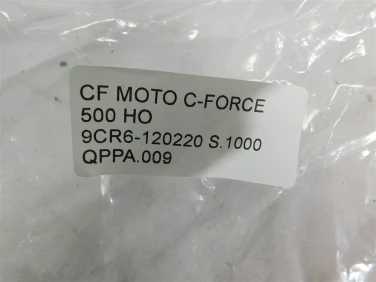 CF MOTO C-FORCE
500 HO
9CR6-120220 S.1000
QPPA.009